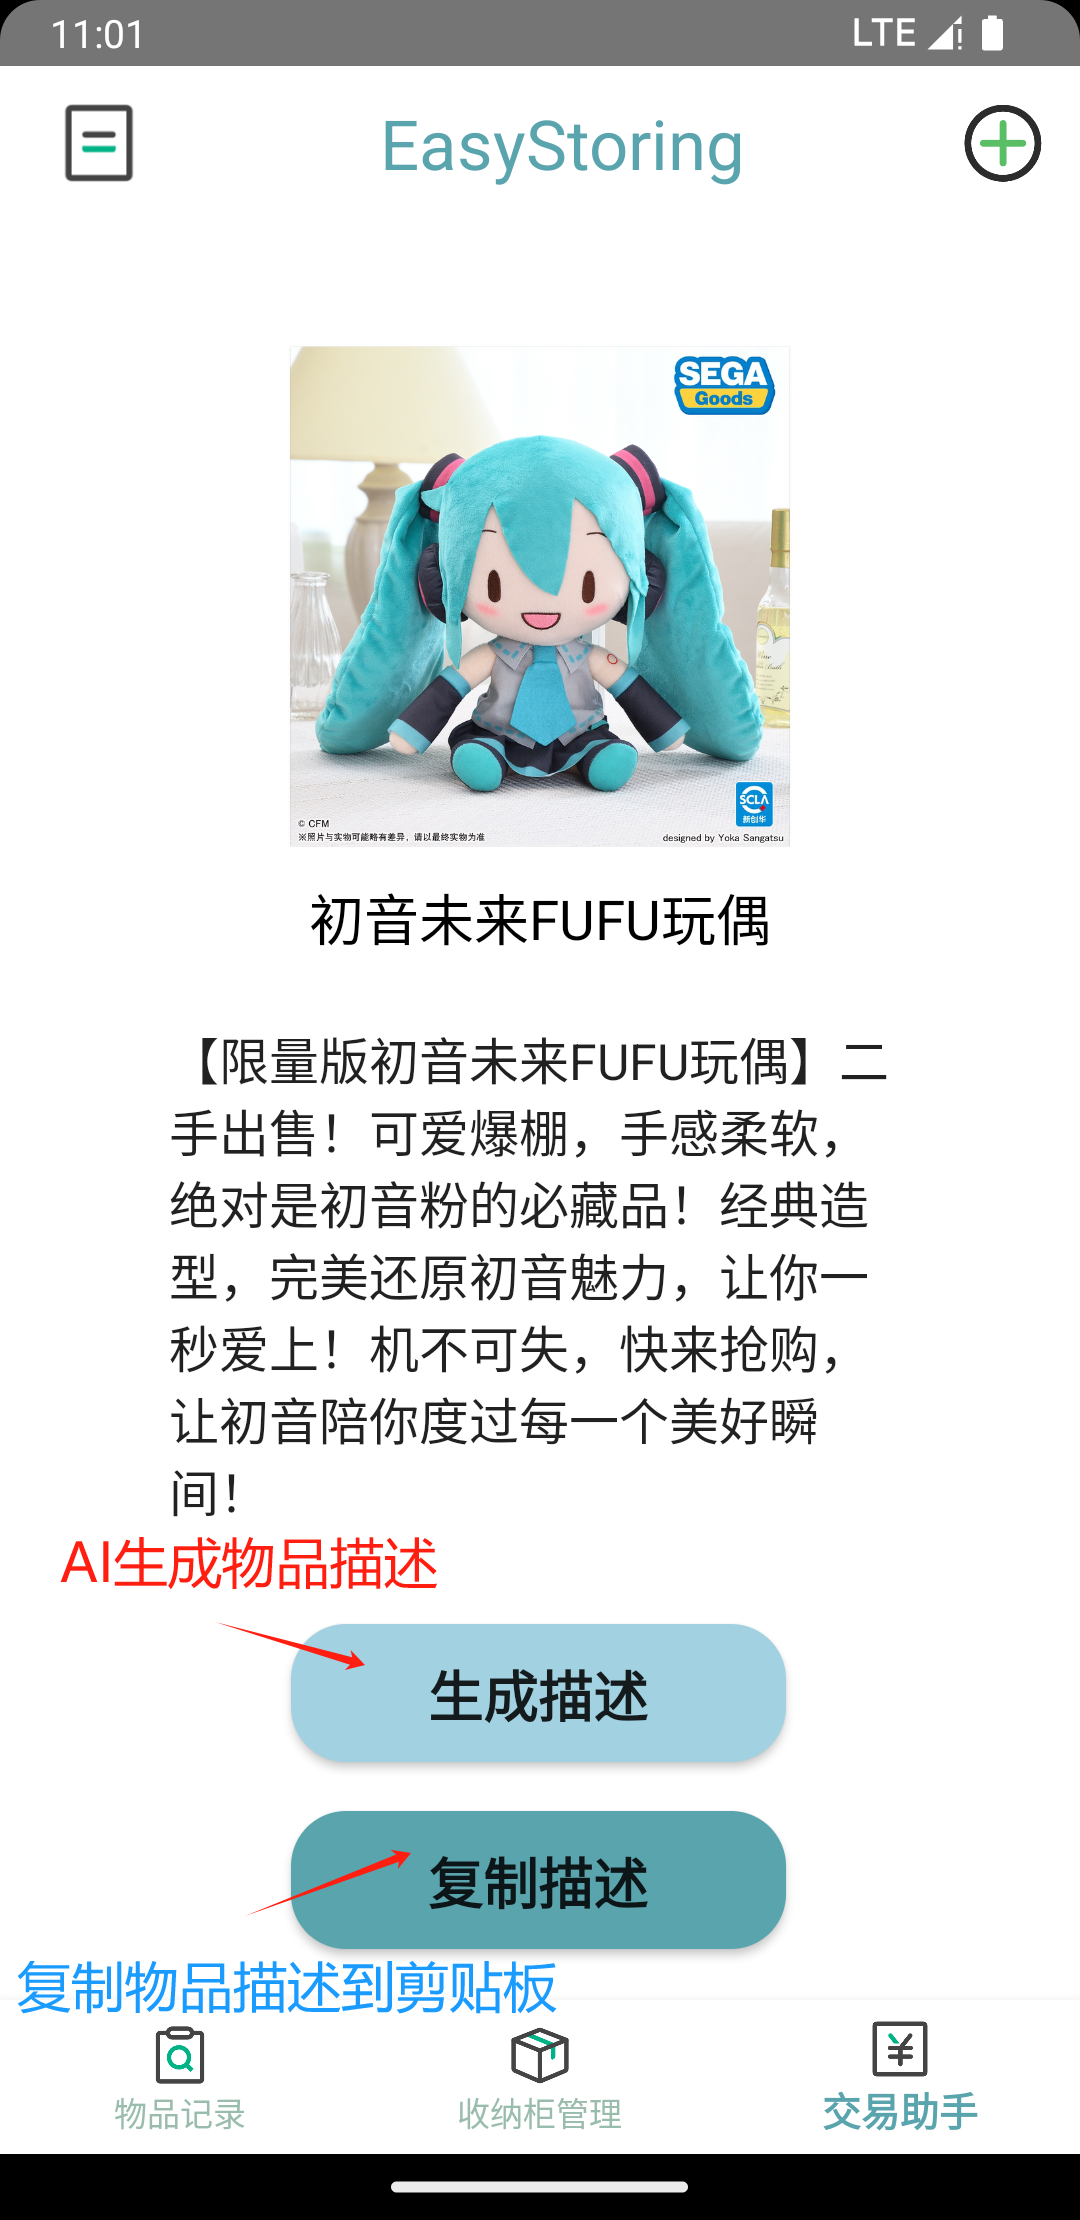 11:01
LTE
EasyStoring
SEGA
Goods
SCLA
新创华
© CFM
※照片与实物可能略有差异，请以最终实物为准
designed by Yoka Sangatsu
初音未来FUFU玩偶
【限量版初音未来FUFU玩偶】二
手出售！可爱爆棚，手感柔软，
绝对是初音粉的必藏品！经典造
型，完美还原初音魅力，让你一
秒爱上！机不可失，快来抢购，
让初音陪你度过每一个美好瞬
间！
AI生成物品描述
生成描述
复制描述
复制物品描述到剪贴板
物品记录
收纳柜管理
交易助手